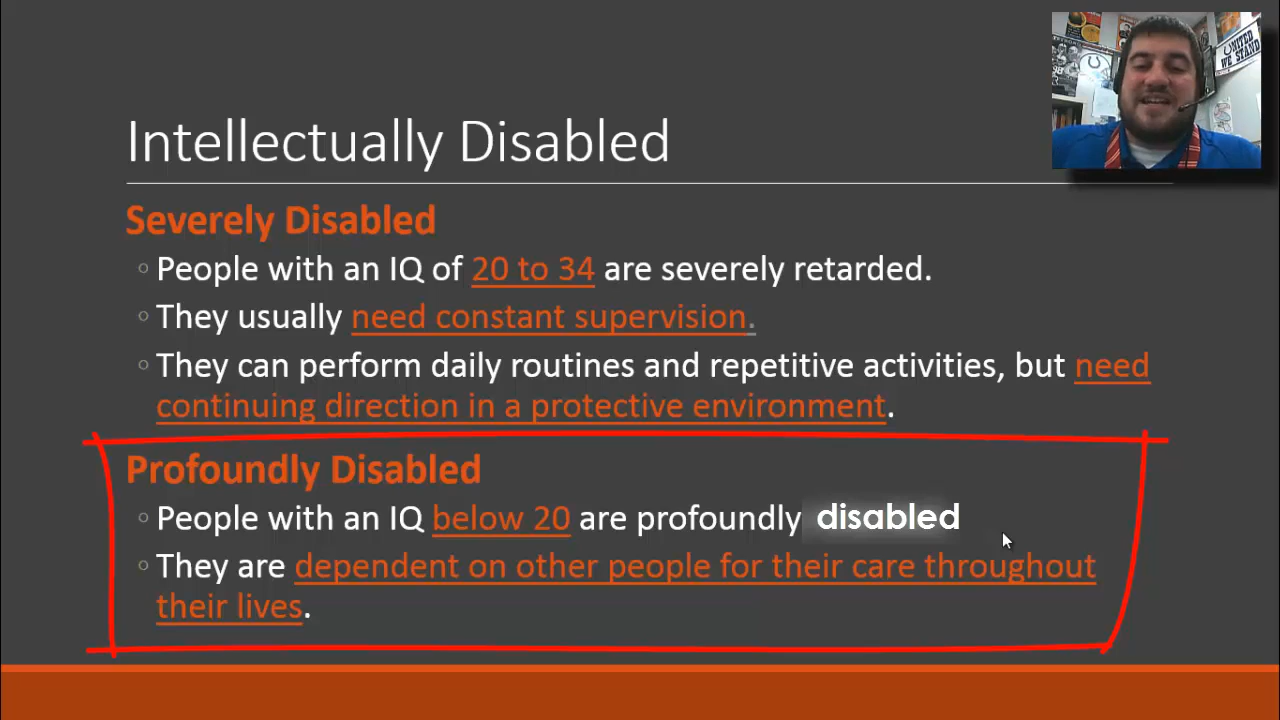 UNITED
WE STAND
Intellectually Disabled
Severely Disabled
People with an IQ of 20 to 34 are severely retarded.
They usually need constant supervision.
They can perform daily routines and repetitive activities, but need
continuing direction in a protective environment.
Profoundly Disabled
People with an IQ below 20 are profoundly disabled
They are dependent on other people for their care throughout
their lives.